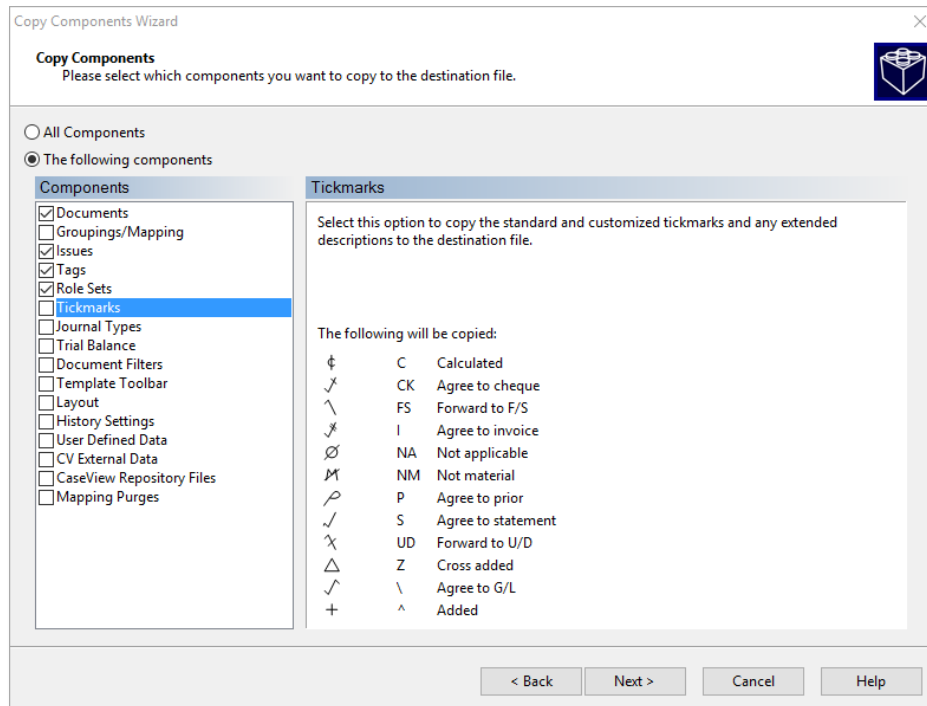 Copy Components Wizard
Copy Components
Please select which components you want to copy to the destination file.
All Components
The following components
Components
Documents
Groupings/Mapping
Issues
Tags
Role Sets
Tickmarks
Journal Types
Trial Balance
Document Filters
Template Toolbar
Layout
History Settings
User Defined Data
CV External Data
CaseView Repository Files
Mapping Purges
Tickmarks
Select this option to copy the standard and customized tickmarks and any extended
descriptions to the destination file.
The following will be copied:
¢ C Calculated
CK Agree to cheque
FS Forward to F/S
I Agree to invoice
NA Not applicable
NM Not material
P Agree to prior
S Agree to statement
UD Forward to U/D
Z Cross added
\ Agree to G/L
+ ^ Added
< Back
Next >
Cancel
Help